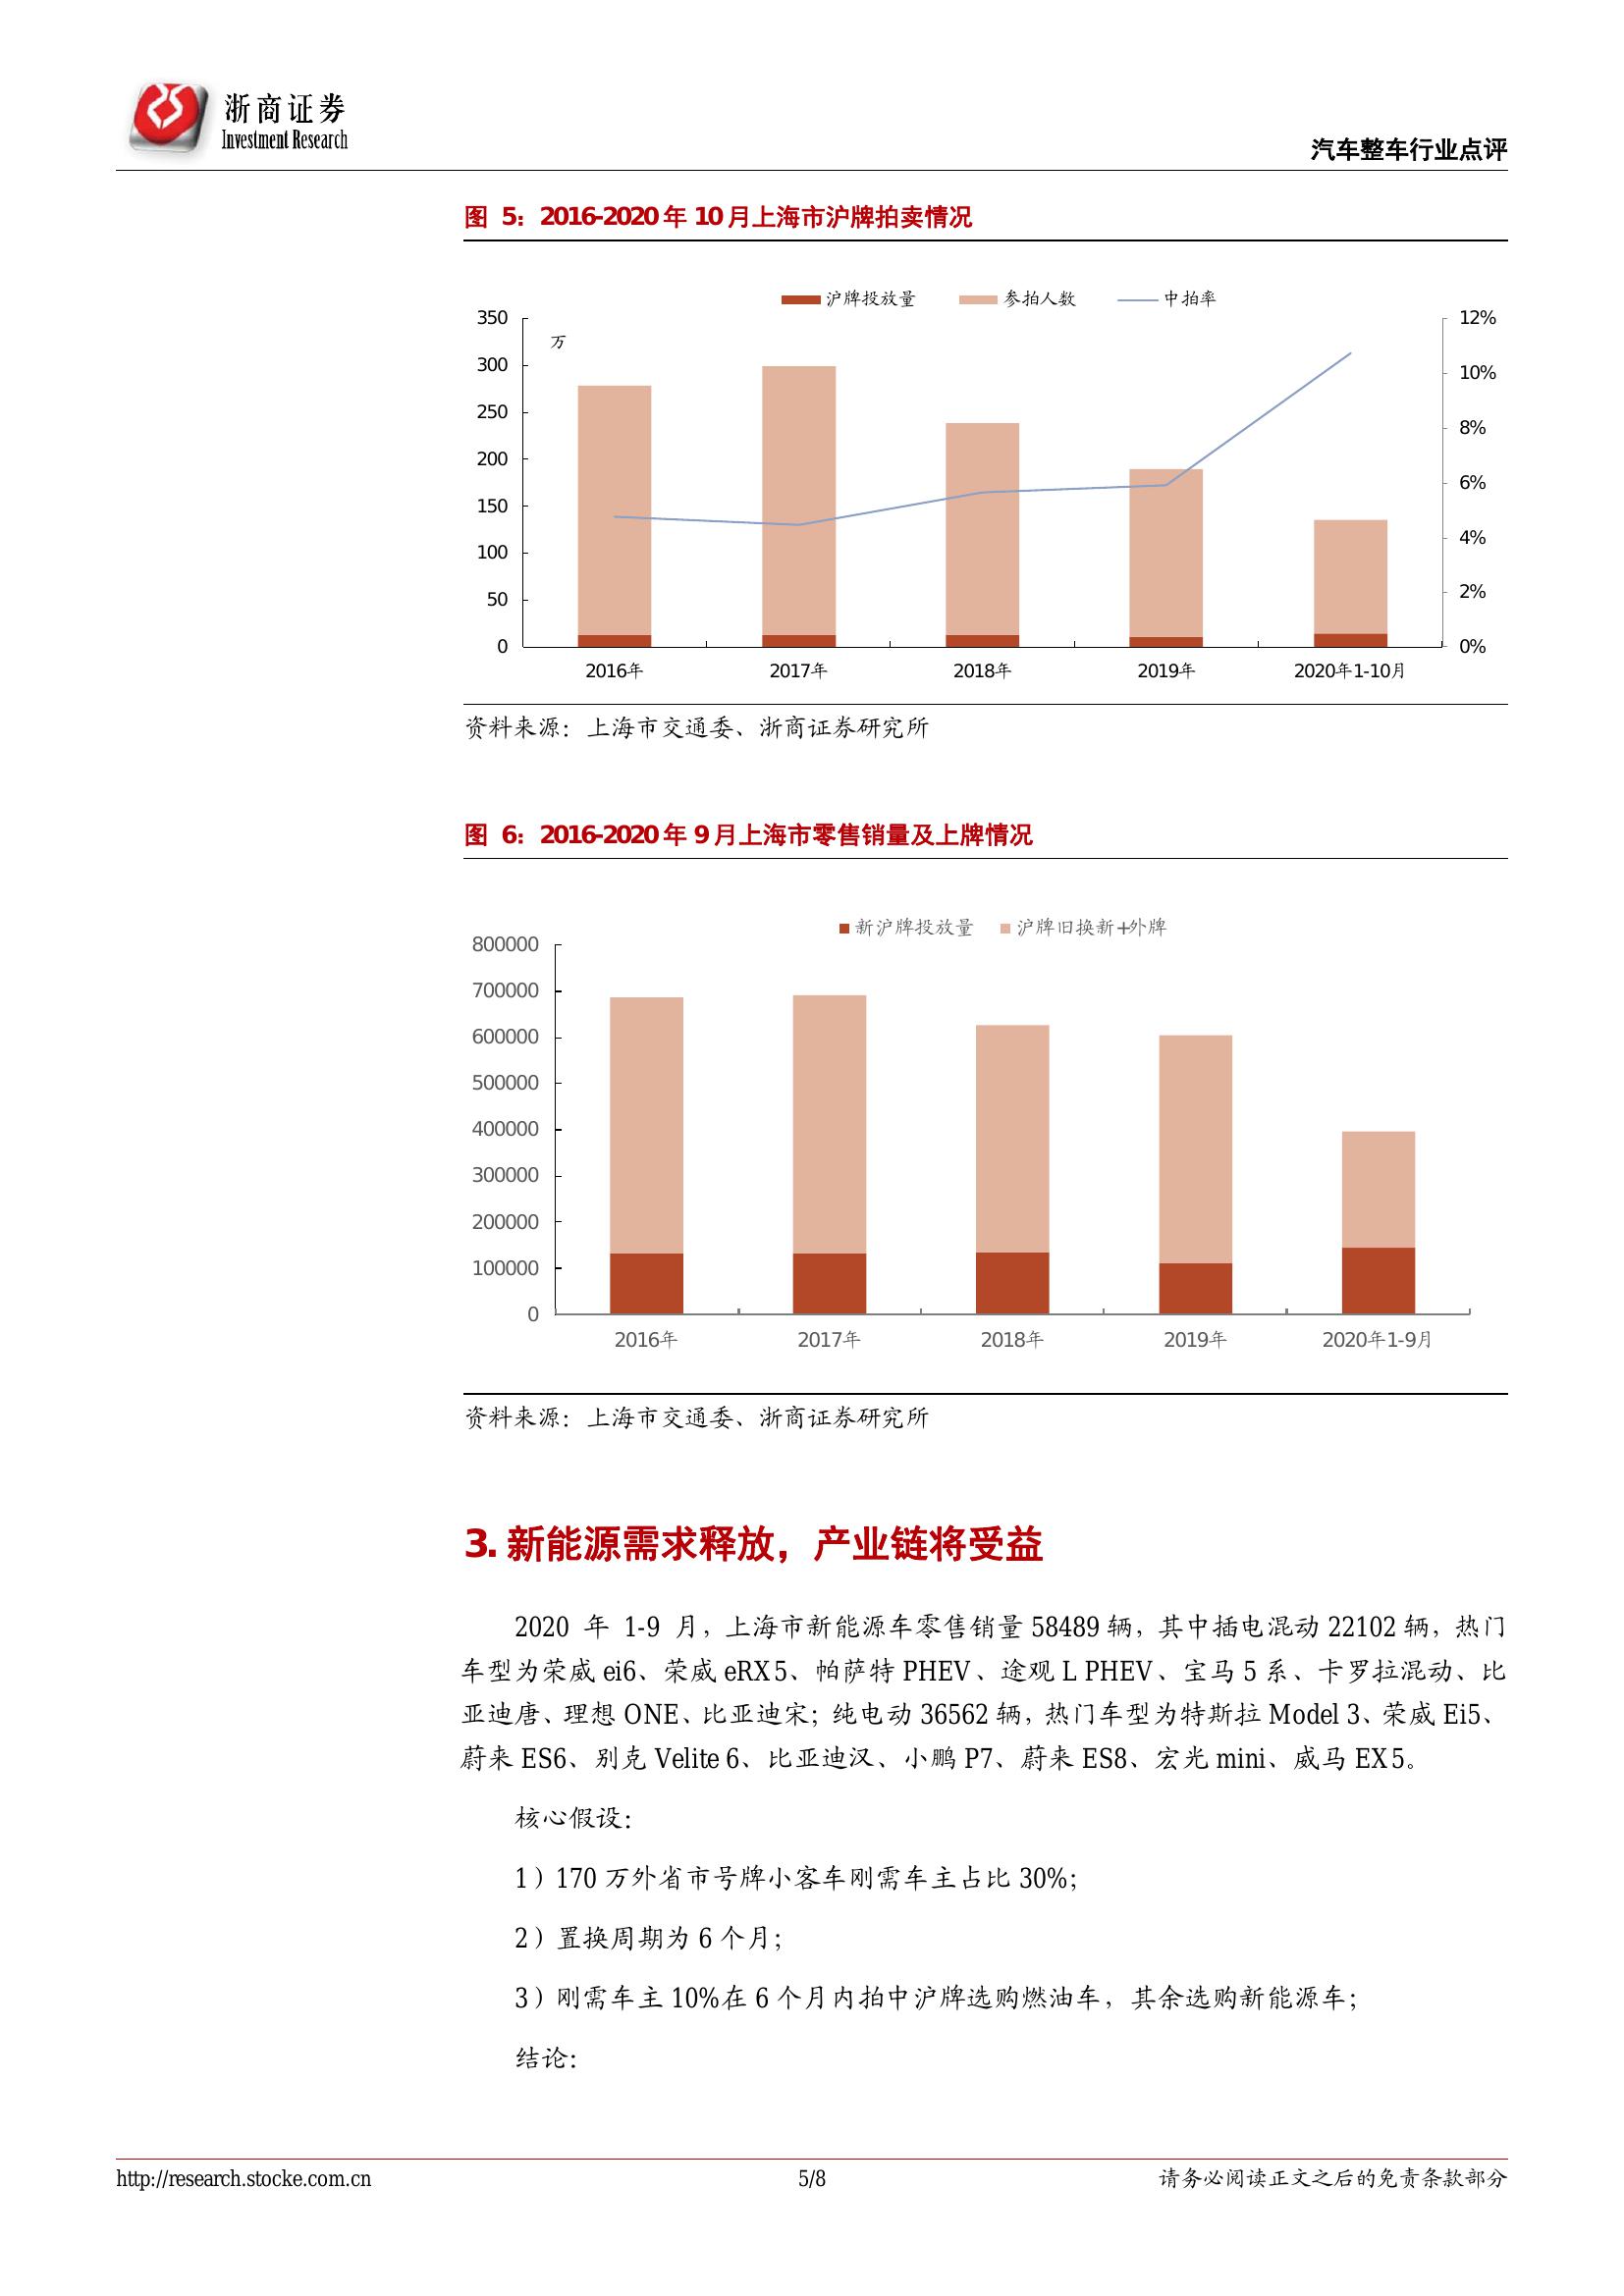 浙商证券
Investment Research
汽车整车行业点评
图 5：2016-2020 年 10 月上海市沪牌拍卖情况
沪牌投放量 参拍人数 中拍率
万
350
300
250
200
150
100
50
0
12%
10%
8%
6%
4%
2%
0%
2016年 2017年 2018年 2019年 2020年1-10月
资料来源：上海市交通委、浙商证券研究所
图 6：2016-2020 年 9 月上海市零售销量及上牌情况
新沪牌投放量 沪牌旧换新+外牌
800000
700000
600000
500000
400000
300000
200000
100000
0
2016年 2017年 2018年 2019年 2020年1-9月
资料来源：上海市交通委、浙商证券研究所
3. 新能源需求释放，产业链将受益
2020 年 1-9 月，上海市新能源车零售销量 58489 辆，其中插电混动 22102 辆，热门
车型为荣威 ei6、荣威 eRX5、帕萨特 PHEV、途观 L PHEV、宝马 5 系、卡罗拉混动、比
亚迪唐、理想 ONE、比亚迪宋；纯电动 36562 辆，热门车型为特斯拉 Model 3、荣威 Ei5、
蔚来 ES6、别克 Velite 6、比亚迪汉、小鹏 P7、蔚来 ES8、宏光 mini、威马 EX5。
核心假设：
1）170 万外省市号牌小客车刚需车主占比 30%；
2）置换周期为 6 个月；
3）刚需车主 10%在 6 个月内拍中沪牌选购燃油车，其余选购新能源车；
结论：
http://research.stocke.com.cn 5/8 请务必阅读正文之后的免责条款部分